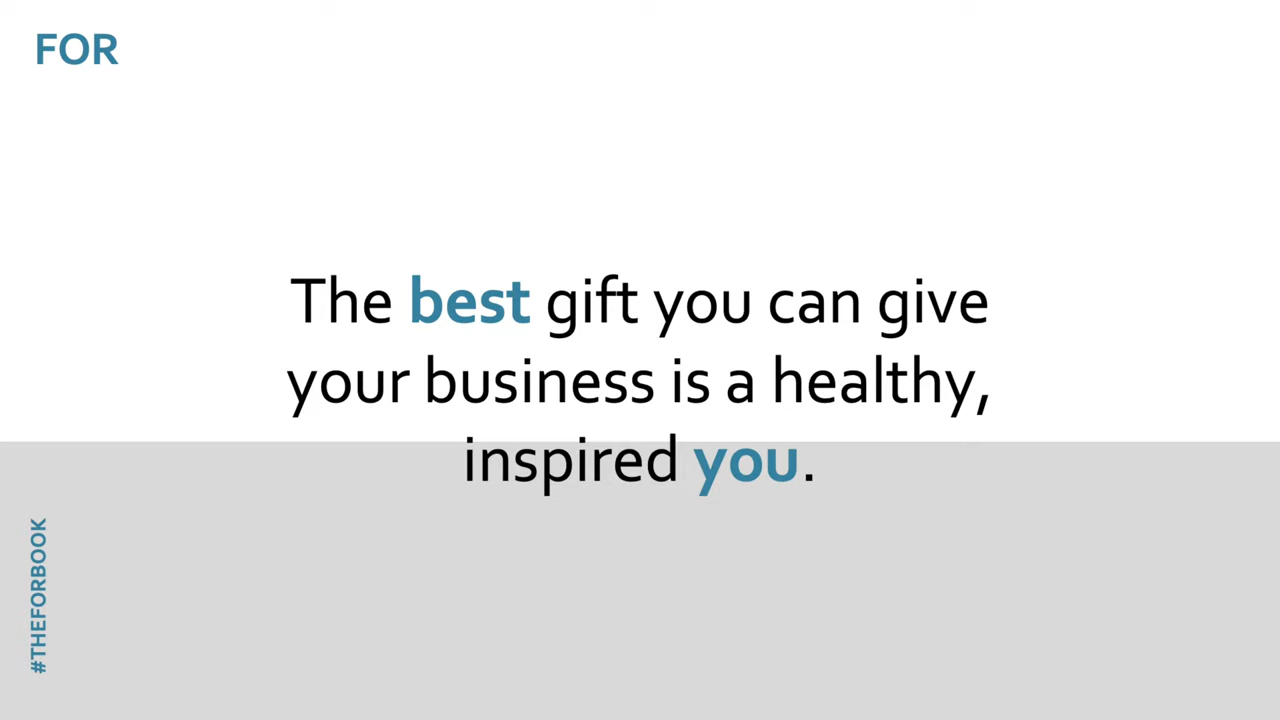 FOR
The best gift you can give
your business is a healthy,
inspired you.
#THEFORBOOK